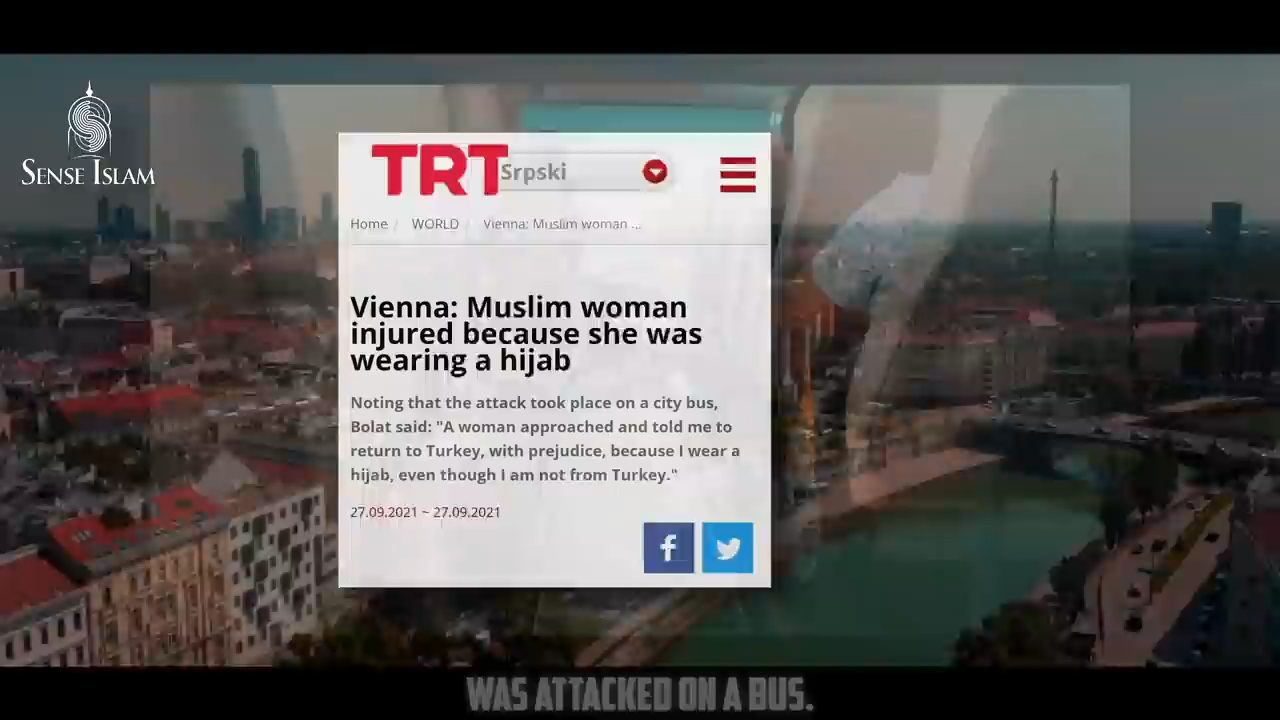 SENSE ISLAM
TRT
Srpski
Home / WORLD / Vienna: Muslim woman ...
Vienna: Muslim woman
injured because she was
wearing a hijab
Noting that the attack took place on a city bus,
Bolat said: "A woman approached and told me to
return to Turkey, with prejudice, because I wear a
hijab, even though I am not from Turkey."
27.09.2021 ~ 27.09.2021
WAS ATTACKED ON A BUS.